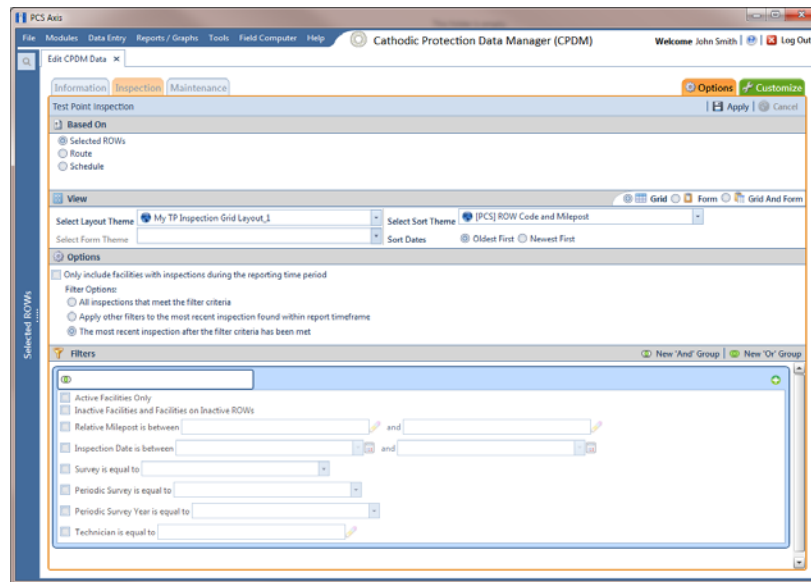 PCS Axis
File Modules Data Entry Reports / Graphs Tools Field Computer Help Cathodic Protection Data Manager (CPDM) Welcome John Smith | | Log Out
Edit CPDM Data ×
Information Inspection Maintenance Options Customize
Test Point Inspection | Apply | Cancel
Based On
Selected ROWs
Route
Schedule
View Grid Form Grid And Form
Select Layout Theme My TP Inspection Grid Layout_1 Select Sort Theme [PCS] ROW Code and Milepost
Select Form Theme Sort Dates Oldest First Newest First
Options
Only include facilities with inspections during the reporting time period
Filter Options:
All inspections that meet the filter criteria
Apply other filters to the most recent inspection found within report timeframe
The most recent inspection after the filter criteria has been met
Selected ROWs
Filters New 'And' Group | New 'Or' Group
Active Facilities Only
Inactive Facilities and Facilities on Inactive ROWs
Relative Milepost is between and
Inspection Date is between and
Survey is equal to
Periodic Survey is equal to
Periodic Survey Year is equal to
Technician is equal to